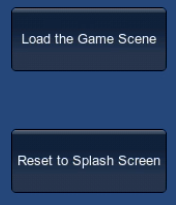 Load the Game Scene
Reset to Splash Screen